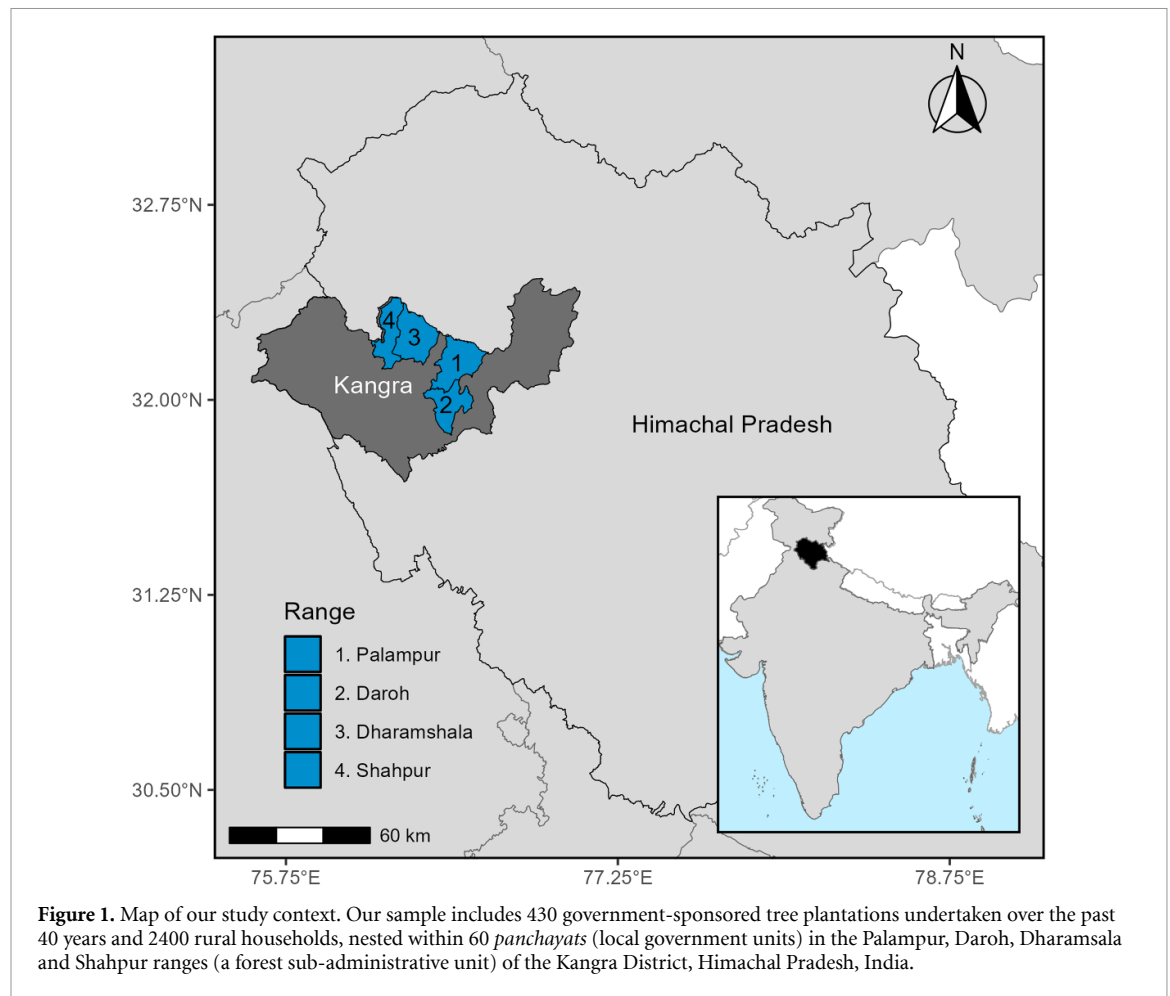 N
32.75°N
4
3
1
Kangra
32.00°N
2
Himachal Pradesh
31.25°N
Range
1. Palampur
2. Daroh
3. Dharamshala
4. Shahpur
30.50°N
60 km
75.75°E
77.25°E
78.75°E
Figure 1. Map of our study context. Our sample includes 430 government-sponsored tree plantations undertaken over the past
40 years and 2400 rural households, nested within 60 panchayats (local government units) in the Palampur, Daroh, Dharamsala
and Shahpur ranges (a forest sub-administrative unit) of the Kangra District, Himachal Pradesh, India.